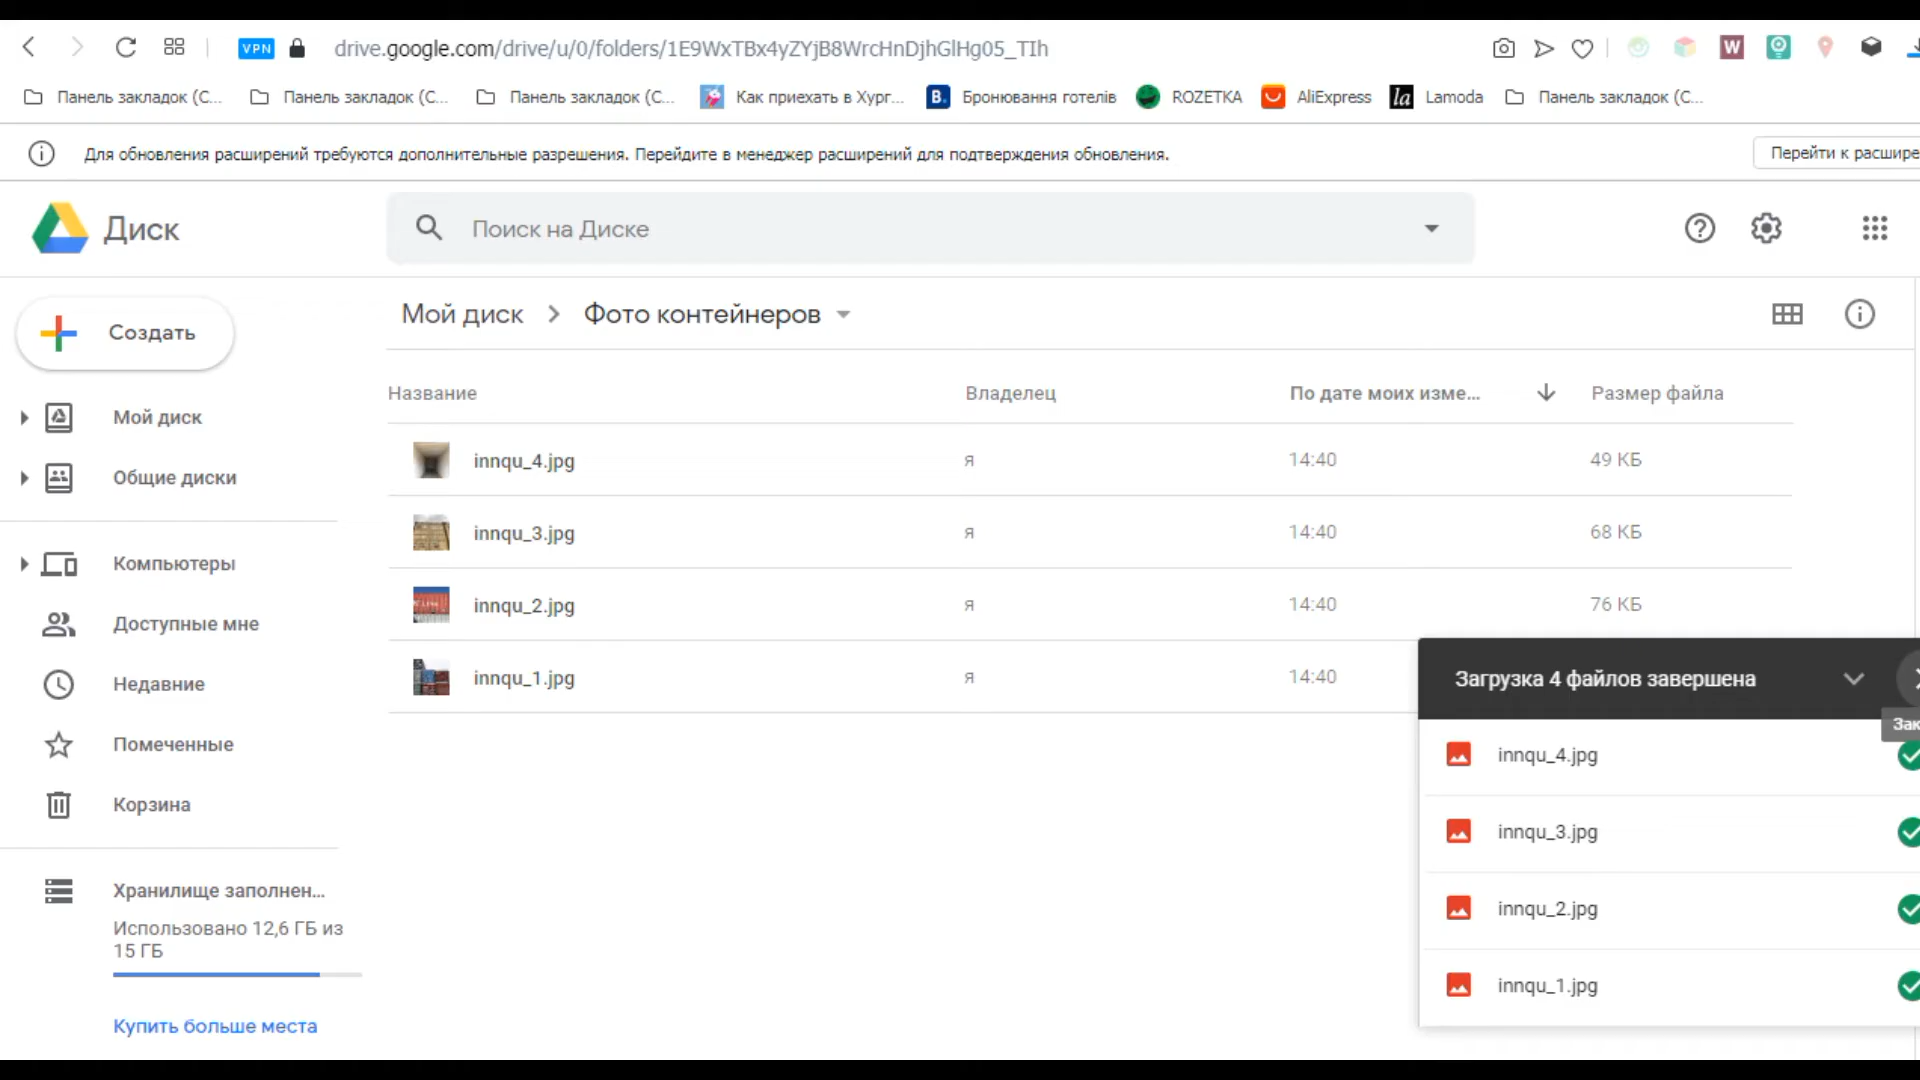 VPN
drive.google.com/drive/u/0/folders/1E9WxTBx4yZYjB8WrcHnDjhGlHg05_TIh
W
Панель закладок (С... Панель закладок (С... Панель закладок (С... Как приехать в Хург... B. Бронювання готелів ROZETKA AliExpress la Lamoda Панель закладок (С...
Для обновления расширений требуются дополнительные разрешения. Перейдите в менеджер расширений для подтверждения обновления.
Перейти к расшире
Диск
Поиск на Диске
Создать
Мой диск
Общие диски
Компьютеры
Доступные мне
Недавние
Помеченные
Корзина
Хранилище заполнен...
Использовано 12,6 ГБ из
15 ГБ
Купить больше места
Мой диск > Фото контейнеров
Название Владелец По дате моих изме... Размер файла
innqu_4.jpg я 14:40 49 КБ
innqu_3.jpg я 14:40 68 КБ
innqu_2.jpg я 14:40 76 КБ
innqu_1.jpg я 14:40
Загрузка 4 файлов завершена
Зак
innqu_4.jpg
innqu_3.jpg
innqu_2.jpg
innqu_1.jpg